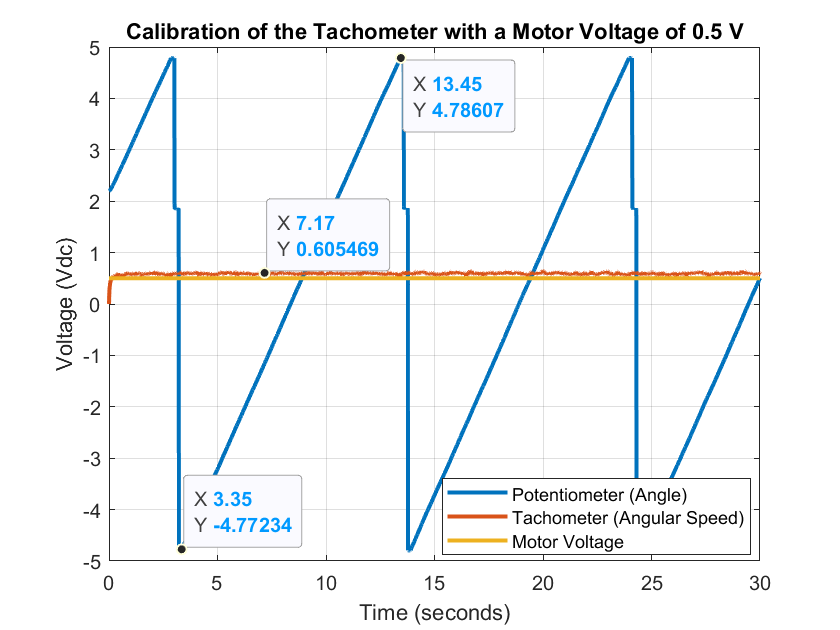 Calibration of the Tachometer with a Motor Voltage of 0.5 V
5
4
3
2
1
0
-1
-2
-3
-4
-5
Voltage (Vdc)
X 13.45
Y 4.78607
X 7.17
Y 0.605469
X 3.35
Y -4.77234
Potentiometer (Angle)
Tachometer (Angular Speed)
Motor Voltage
0 5 10 15 20 25 30
Time (seconds)